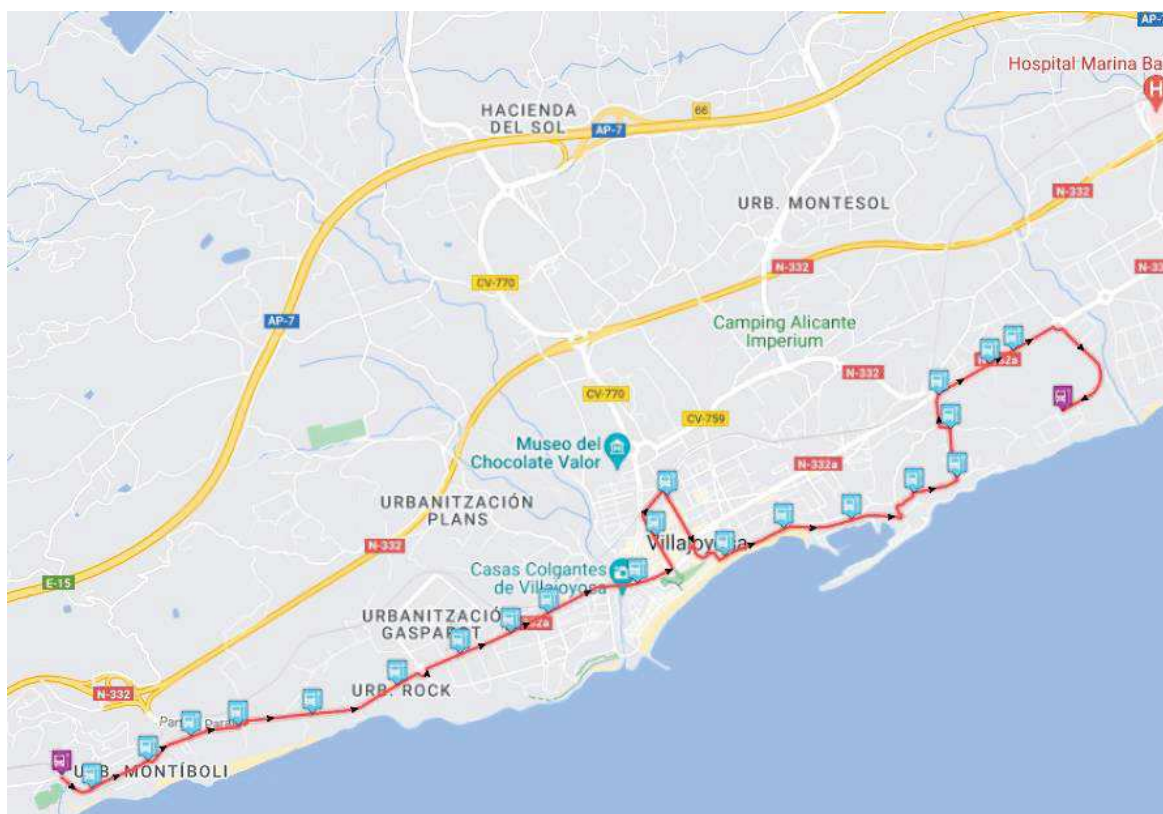 AP-7
Hospital Marina Ba
H
HACIENDA
DEL SOL
66
AP-7
N-332
URB. MONTESOL
N-332
N-33
CV-770
AP-7
Camping Alicante
Imperium
N-332
CV-770
CV-759
Museo del
Chocolate Valor
N-332a
URBANITZACIÓN
PLANS
N-332
Villajoyosa
E-15
Casas Colgantes
de Villajoyosa
URBANITZACIÓ
GASPAROT
URB. ROCK
N-332
URB. MONTÍBOLI